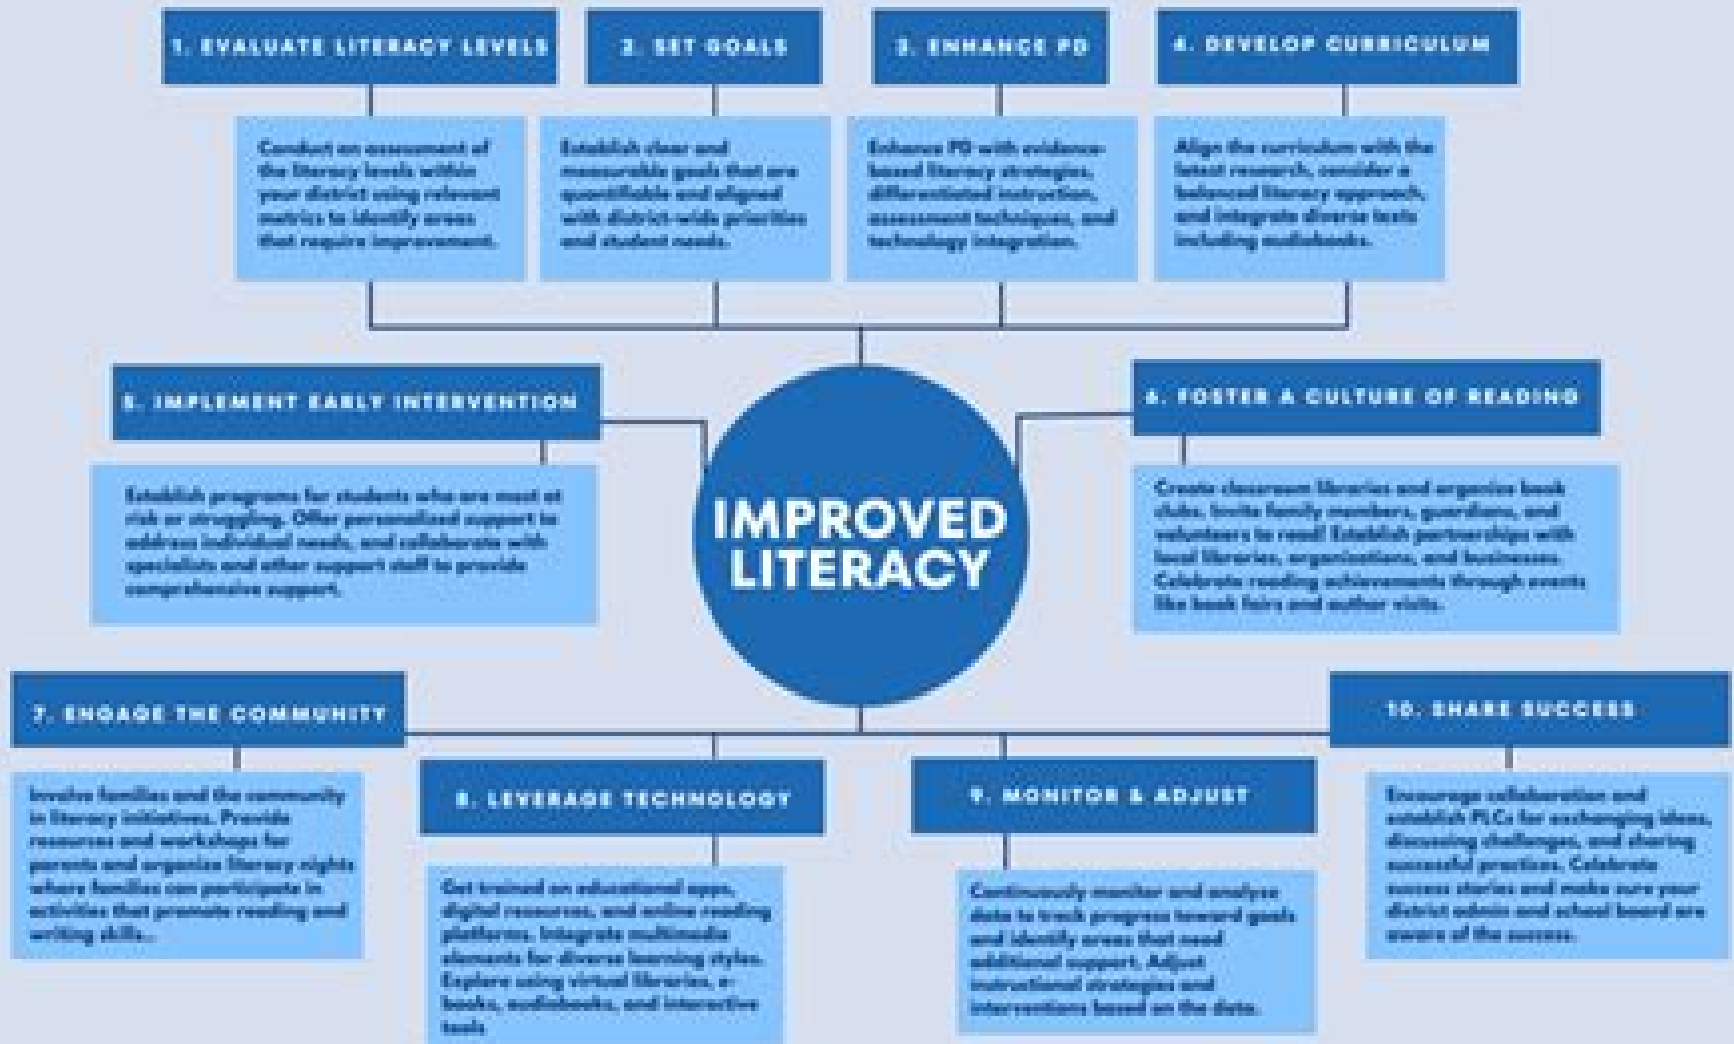 1. EVALUATE LITERACY LEVELS
Conduct an assessment of
the literacy levels within
your district using relevant
metrics to identify areas
that require improvement.
2. SET GOALS
Establish clear and
measurable goals that are
quantifiable and aligned
with district-wide priorities
and student needs.
3. ENHANCE PD
Enhance PD with evidence-
based literacy strategies,
differentiated instruction,
assessment techniques, and
technology integration.
4. DEVELOP CURRICULUM
Align the curriculum with the
latest research, consider a
balanced literacy approach,
and integrate diverse texts
including audiobooks.
5. IMPLEMENT EARLY INTERVENTION
Establish programs for students who are most at
risk or struggling. Offer personalized support to
address individual needs, and collaborate with
specialists and other support staff to provide
comprehensive support.
IMPROVED
LITERACY
6. FOSTER A CULTURE OF READING
Create classroom libraries and organize book
clubs. Invite family members, guardians, and
volunteers to read! Establish partnerships with
local libraries, organizations, and businesses.
Celebrate reading achievements through events
like book fairs and author visits.
7. ENGAGE THE COMMUNITY
Involve families and the community
in literacy initiatives. Provide
resources and workshops for
parents and organize literacy nights
where families can participate in
activities that promote reading and
writing skills..
8. LEVERAGE TECHNOLOGY
Get trained on educational apps,
digital resources, and online reading
platforms. Integrate multimedia
elements for diverse learning styles.
Explore using virtual libraries, e-
books, audiobooks, and interactive
tools
9. MONITOR & ADJUST
Continuously monitor and analyse
data to track progress toward goals
and identify areas that need
additional support. Adjust
instructional strategies and
interventions based on the data.
10. SHARE SUCCESS
Encourage collaboration and
establish PLCs for exchanging ideas,
discussing challenges, and sharing
successful practices. Celebrate
success stories and make sure your
district admin and school board are
aware of the success.